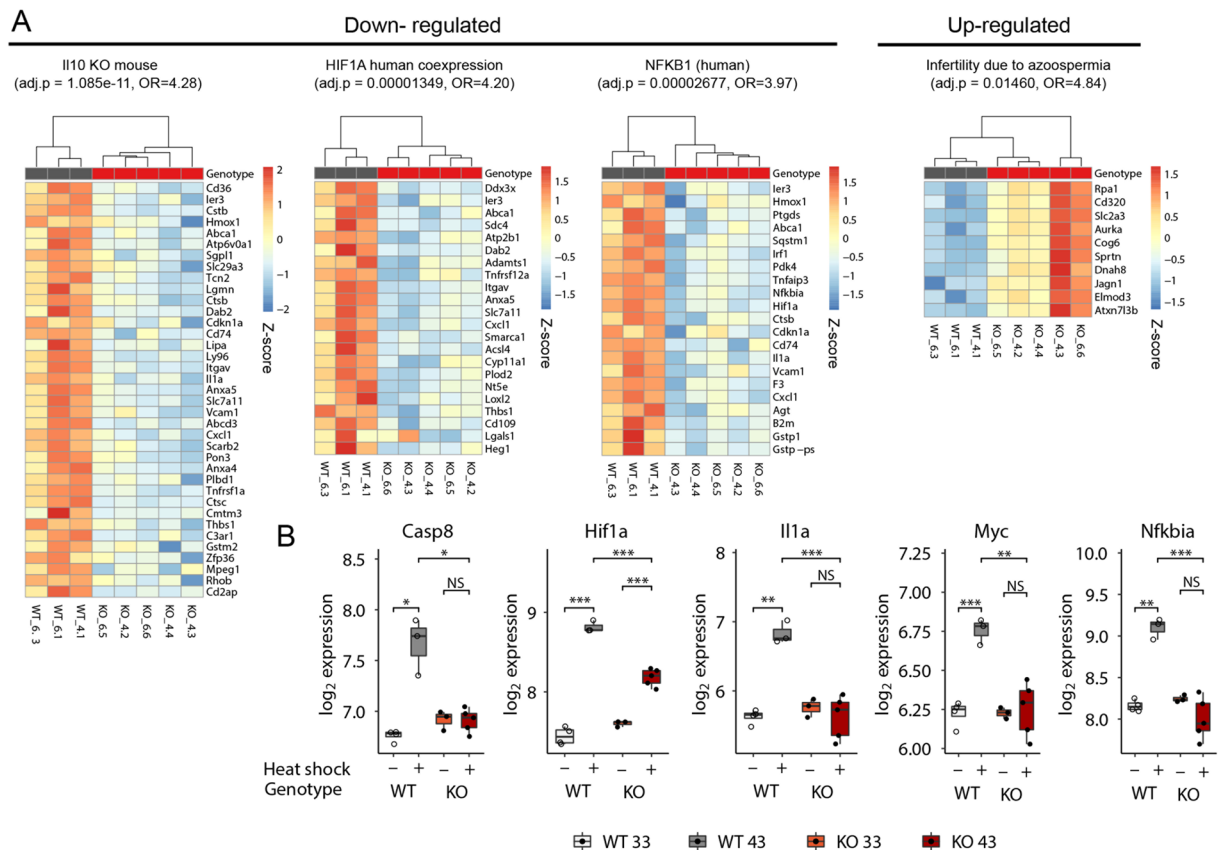 A
Down- regulated
Up-regulated
Il10 KO mouse
(adj.p = 1.085e-11, OR=4.28)
HIF1A human coexpression
(adj.p = 0.00001349, OR=4.20)
NFKB1 (human)
(adj.p = 0.00002677, OR=3.97)
Infertility due to azoospermia
(adj.p = 0.01460, OR=4.84)
Genotype
Cd36
Ier3
Cstb
Hmox1
Abca1
Atp6v0a1
Sgpl1
Slc29a3
Tcn2
Lgmn
Ctsb
Dab2
Cdkn1a
Cd74
Lipa
Ly96
Itgav
Il1a
Anxa5
Slc7a11
Vcam1
Abcd3
Cxcl1
Scarb2
Pon3
Anxa4
Plbd1
Tnfrsf1a
Ctsc
Cmtm3
Thbs1
C3ar1
Gstm2
Zfp36
Mpeg1
Rhob
Cd2ap
WT_6. 3
WT_6.1
WT_4.1
KO_6.5
KO_4.2
KO_6.6
KO_4.4
KO_4.3
2
1
0
−1
−2
Z-score
Genotype
Ddx3x
Ier3
Abca1
Sdc4
Atp2b1
Dab2
Adamts1
Tnfrsf12a
Itgav
Anxa5
Slc7a11
Cxcl1
Smarca1
Acsl4
Cyp11a1
Plod2
Nt5e
Loxl2
Thbs1
Cd109
Lgals1
Heg1
WT_6.3
WT_6.1
WT_4.1
KO_6.6
KO_4.3
KO_4.4
KO_6.5
KO_4.2
1.5
1
0.5
0
−0.5
−1
−1.5
Z-score
Genotype
Ier3
Hmox1
Ptgds
Abca1
Sqstm1
Irf1
Pdk4
Tnfaip3
Nfkbia
Hif1a
Ctsb
Cdkn1a
Cd74
Il1a
Vcam1
F3
Cxcl1
Agt
B2m
Gstp1
Gstp−ps
WT_6.3
WT_6.1
WT_4.1
KO_4.3
KO_4.4
KO_6.5
KO_4.2
KO_6.6
1.5
1
0.5
0
−0.5
−1
−1.5
Z-score
Genotype
Rpa1
Cd320
Slc2a3
Aurka
Cog6
Sprtn
Dnah8
Jagn1
Elmod3
Atxn7l3b
WT_6.3
WT_6.1
WT_4.1
KO_6.5
KO_4.2
KO_4.4
KO_4.3
KO_6.6
1.5
1
0.5
0
−0.5
−1
−1.5
Z-score
B
Casp8
log2 expression
8.5
8.0
7.5
7.0
*
*
NS
Hif1a
log2 expression
9
8
***
***
***
Il1a
log2 expression
8
7
6
5
***
**
NS
Myc
log2 expression
7.25
7.00
6.75
6.50
6.25
6.00
**
***
NS
Nfkbia
log2 expression
10.0
9.5
9.0
8.5
8.0
***
**
NS
Heat shock
− + − +
− + − +
− + − +
− + − +
− + − +
Genotype
WT KO
WT KO
WT KO
WT KO
WT KO
WT 33 WT 43 KO 33 KO 43